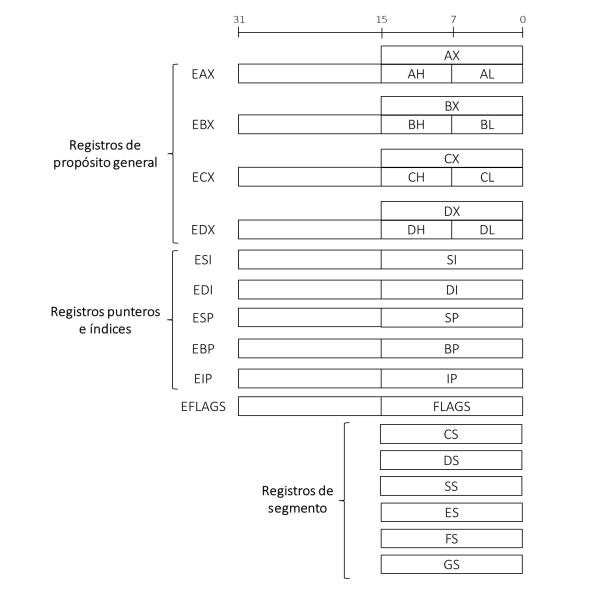 31 15 7 0
AX
EAX AH AL
BX
EBX BH BL
Registros de
propósito general
CX
ECX CH CL
DX
EDX DH DL
ESI SI
EDI DI
Registros punteros
e índices
ESP SP
EBP BP
EIP IP
EFLAGS FLAGS
CS
DS
Registros de
segmento
SS
ES
FS
GS